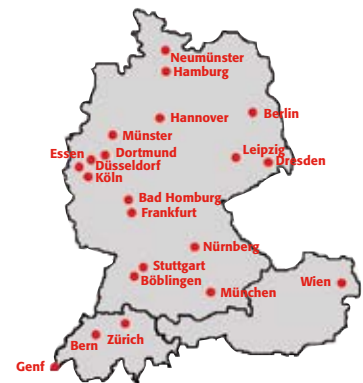 Neumünster
Hamburg
Hannover
Berlin
Münster
Leipzig
Essen
Dortmund
Dresden
Düsseldorf
Köln
Bad Homburg
Frankfurt
Nürnberg
Stuttgart
Böblingen
München
Wien
Zürich
Bern
Genf